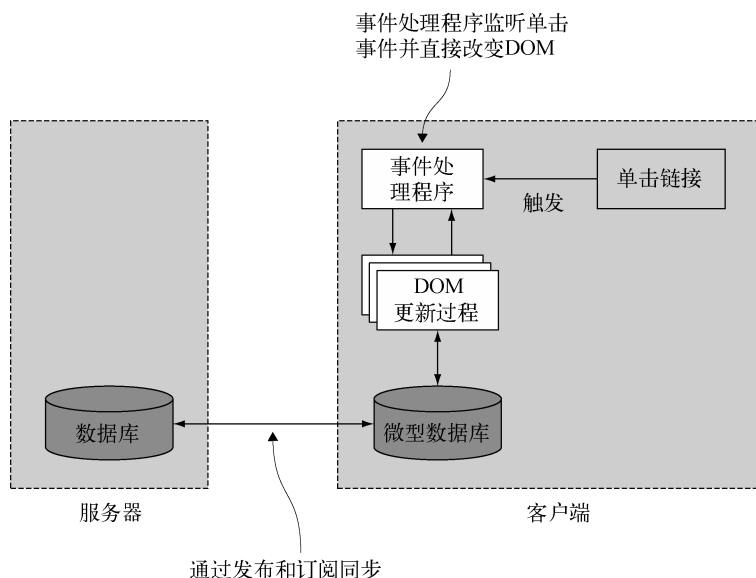 事件处理程序监听单击
事件并直接改变DOM
事件处
理程序
单击链接
触发
DOM
更新过程
数据库
微型数据库
服务器
客户端
通过发布和订阅同步